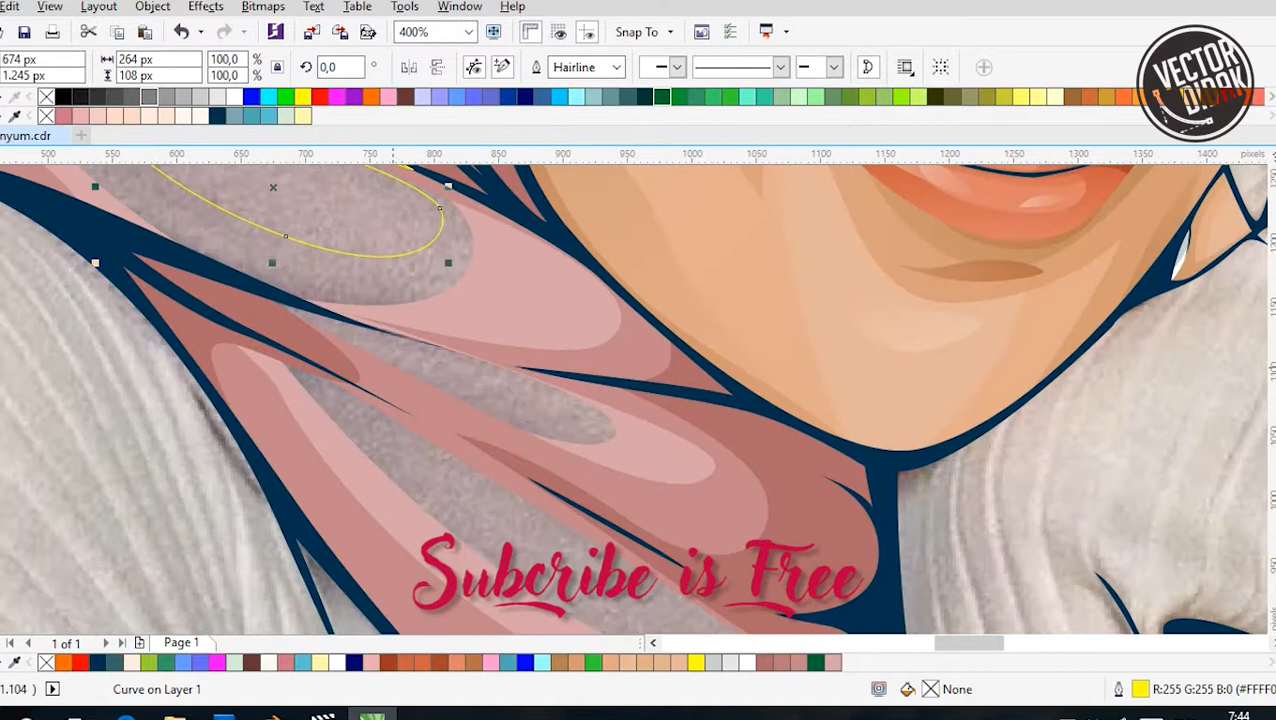 Edit View Layout Object Effects Bitmaps Text Table Tools Window Help
400% Snap To
674 px 264 px 100,0 %
1.245 px 108 px 100,0 % 0,0 ° Hairline
VECTOR
nyum.cdr
500 550 600 650 700 750 800 850 900 950 1000 1050 1100 1150 1200 1250 1300 1350 1400 pixels
Subcribe is Free
1 of 1 Page 1
1.104 ) Curve on Layer 1 None R:255 G:255 B:0 (#FFFF0
7:44